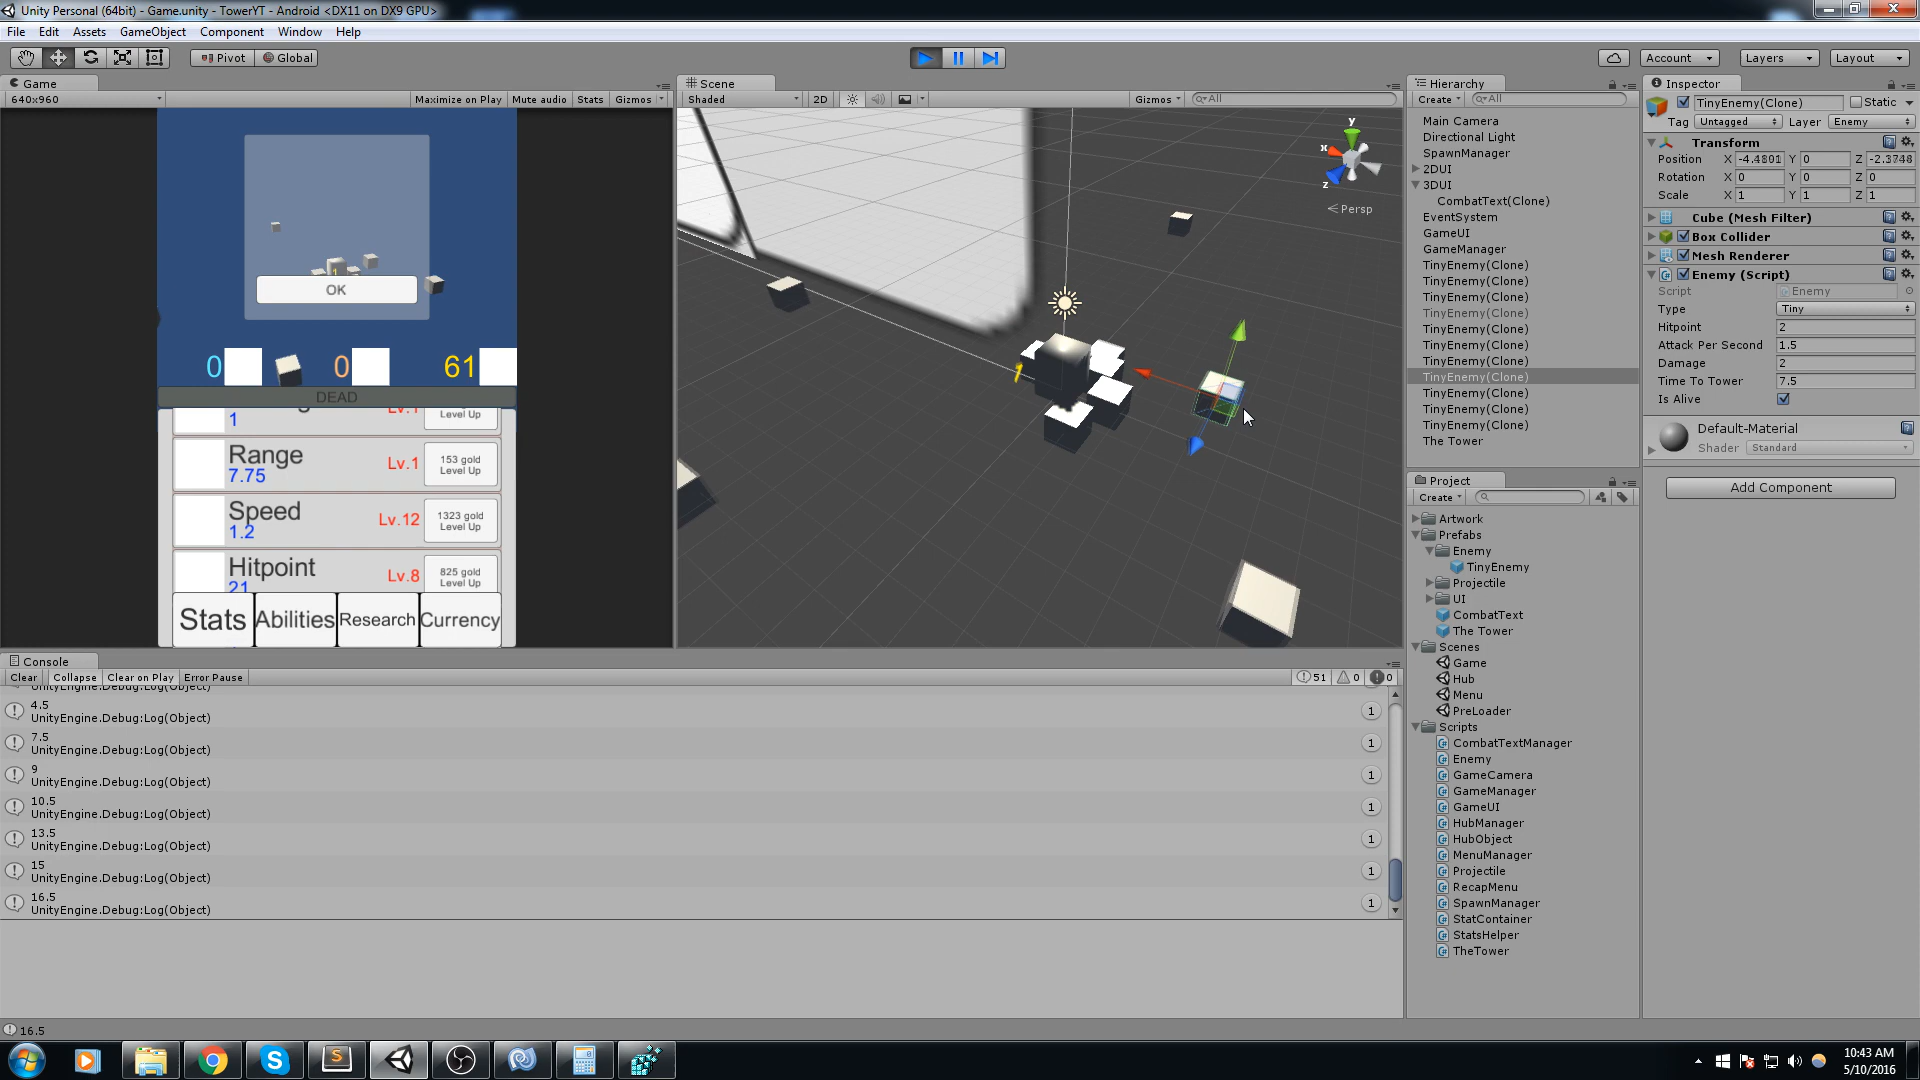 Unity Personal (64bit) - Game.unity - TowerYT - Android <DX11 on DX9 GPU>
File Edit Assets GameObject Component Window Help
Pivot Global Account Layers Layout
Game
640x960 Maximize on Play Mute audio Stats Gizmos
OK
0 0 61
DEAD
1 Lv.1 Level Up
Range 7.75 Lv.1 153 gold Level Up
Speed 1.2 Lv.12 1323 gold Level Up
Hitpoint 21 Lv.8 825 gold Level Up
Stats Abilities Research Currency
Scene
Shaded 2D Gizmos All
y
x
z
Persp
1
Hierarchy
Create All
Main Camera
Directional Light
SpawnManager
2DUI
3DUI
CombatText(Clone)
EventSystem
GameUI
GameManager
TinyEnemy(Clone)
TinyEnemy(Clone)
TinyEnemy(Clone)
TinyEnemy(Clone)
TinyEnemy(Clone)
TinyEnemy(Clone)
TinyEnemy(Clone)
TinyEnemy(Clone)
TinyEnemy(Clone)
TinyEnemy(Clone)
TinyEnemy(Clone)
The Tower
Project
Create
Artwork
Prefabs
Enemy
TinyEnemy
Projectile
UI
CombatText
The Tower
Scenes
Game
Hub
Menu
PreLoader
Scripts
CombatTextManager
Enemy
GameCamera
GameManager
GameUI
HubManager
HubObject
MenuManager
Projectile
RecapMenu
SpawnManager
StatContainer
StatsHelper
TheTower
Inspector
TinyEnemy(Clone) Static
Tag Untagged Layer Enemy
Transform
Position X -4.4801 Y 0 Z -2.3746
Rotation X 0 Y 0 Z 0
Scale X 1 Y 1 Z 1
Cube (Mesh Filter)
Box Collider
Mesh Renderer
Enemy (Script)
Script Enemy
Type Tiny
Hitpoint 2
Attack Per Second 1.5
Damage 2
Time To Tower 7.5
Is Alive
Default-Material
Shader Standard
Add Component
Console
Clear Collapse Clear on Play Error Pause 51 0 0
UnityEngine.Debug:Log(Object)
4.5
UnityEngine.Debug:Log(Object) 1
7.5
UnityEngine.Debug:Log(Object) 1
9
UnityEngine.Debug:Log(Object) 1
10.5
UnityEngine.Debug:Log(Object) 1
13.5
UnityEngine.Debug:Log(Object) 1
15
UnityEngine.Debug:Log(Object) 1
16.5
UnityEngine.Debug:Log(Object) 1
16.5
10:43 AM
5/10/2016